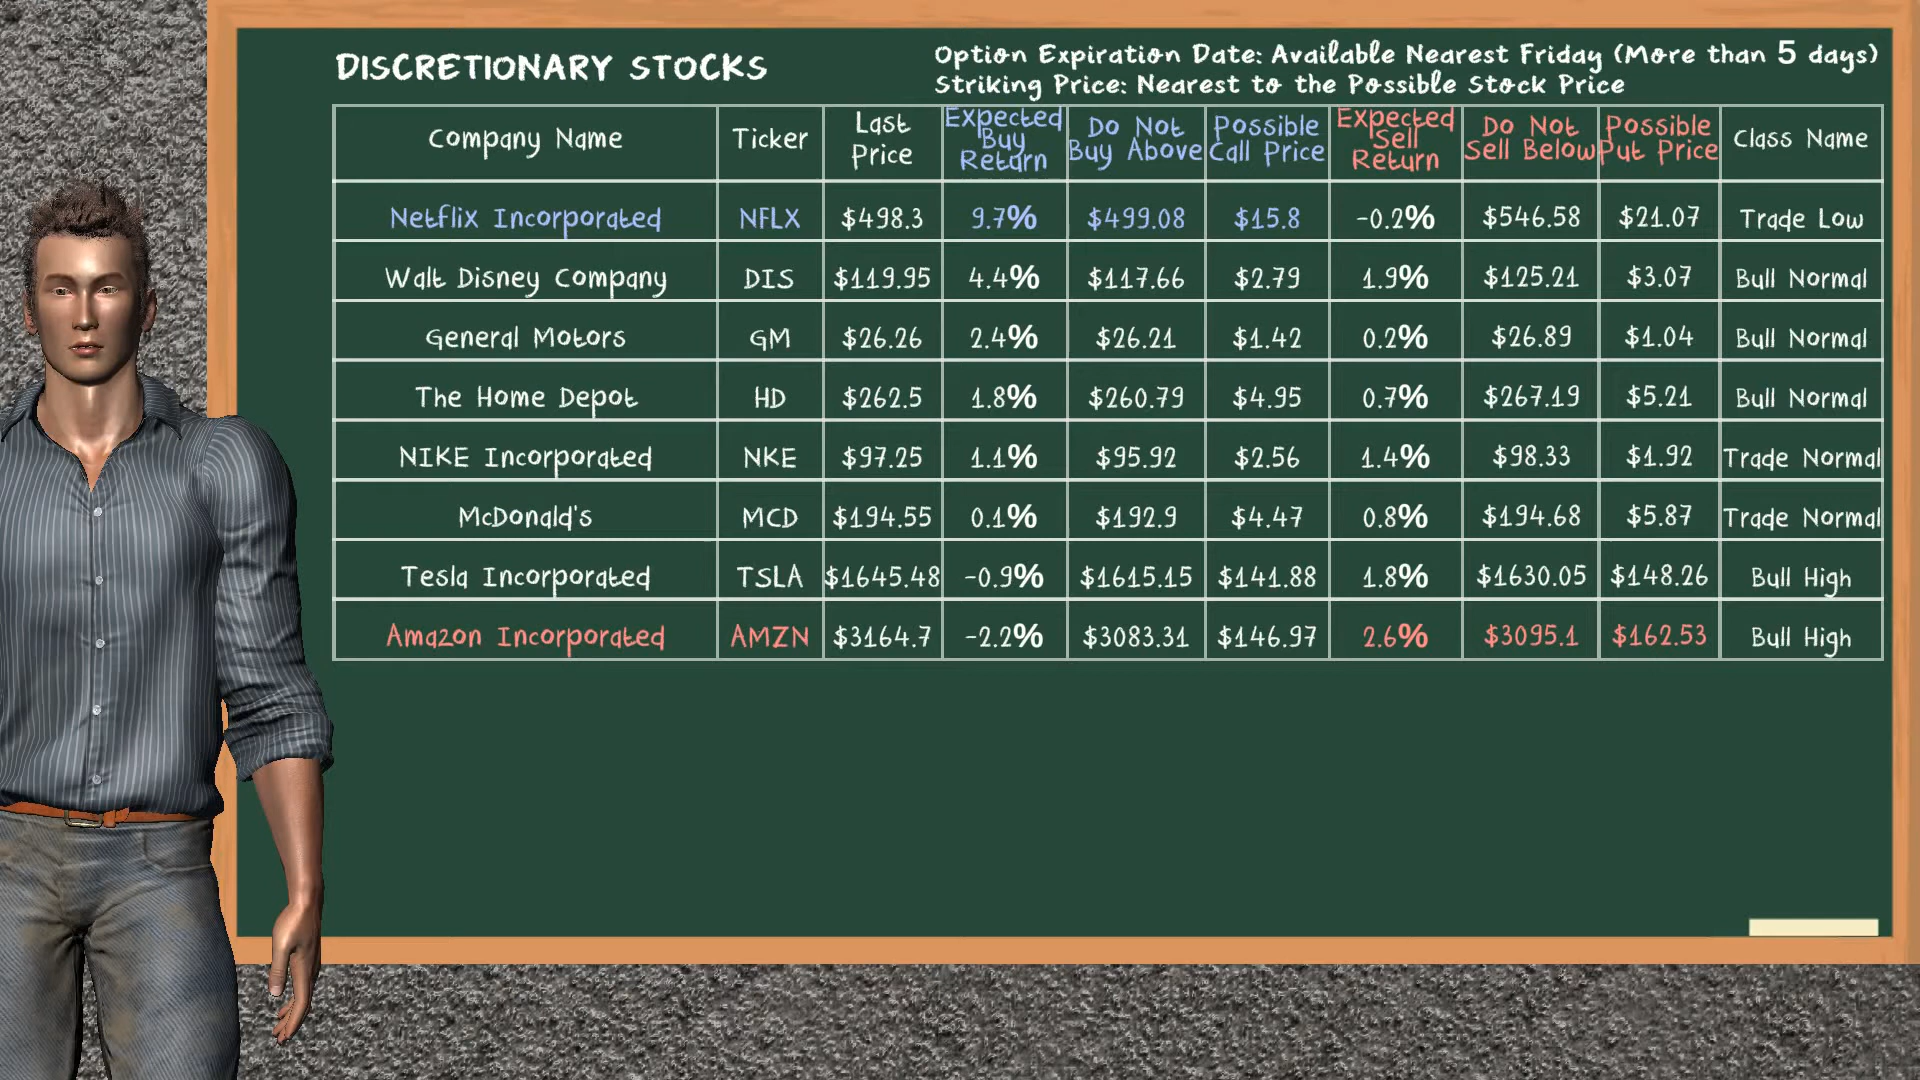 DISCRETIONARY STOCKS
Option Expiration Date: Available Nearest Friday (More than 5 days)
Striking Price: Nearest to the Possible Stock Price
Company Name Ticker Last Price Expected Buy Return Do Not Buy Above Possible Call Price Expected Sell Return Do Not Sell Below Possible Put Price Class Name
Netflix Incorporated NFLX $498.3 9.7% $499.08 $15.8 -0.2% $546.58 $21.07 Trade Low
Walt Disney Company DIS $119.95 4.4% $117.66 $2.79 1.9% $125.21 $3.07 Bull Normal
General Motors GM $26.26 2.4% $26.21 $1.42 0.2% $26.89 $1.04 Bull Normal
The Home Depot HD $262.5 1.8% $260.79 $4.95 0.7% $267.19 $5.21 Bull Normal
NIKE Incorporated NKE $97.25 1.1% $95.92 $2.56 1.4% $98.33 $1.92 Trade Normal
McDonald's MCD $194.55 0.1% $192.9 $4.47 0.8% $194.68 $5.87 Trade Normal
Tesla Incorporated TSLA $1645.48 -0.9% $1615.15 $141.88 1.8% $1630.05 $148.26 Bull High
Amazon Incorporated AMZN $3164.7 -2.2% $3083.31 $146.97 2.6% $3095.1 $162.53 Bull High